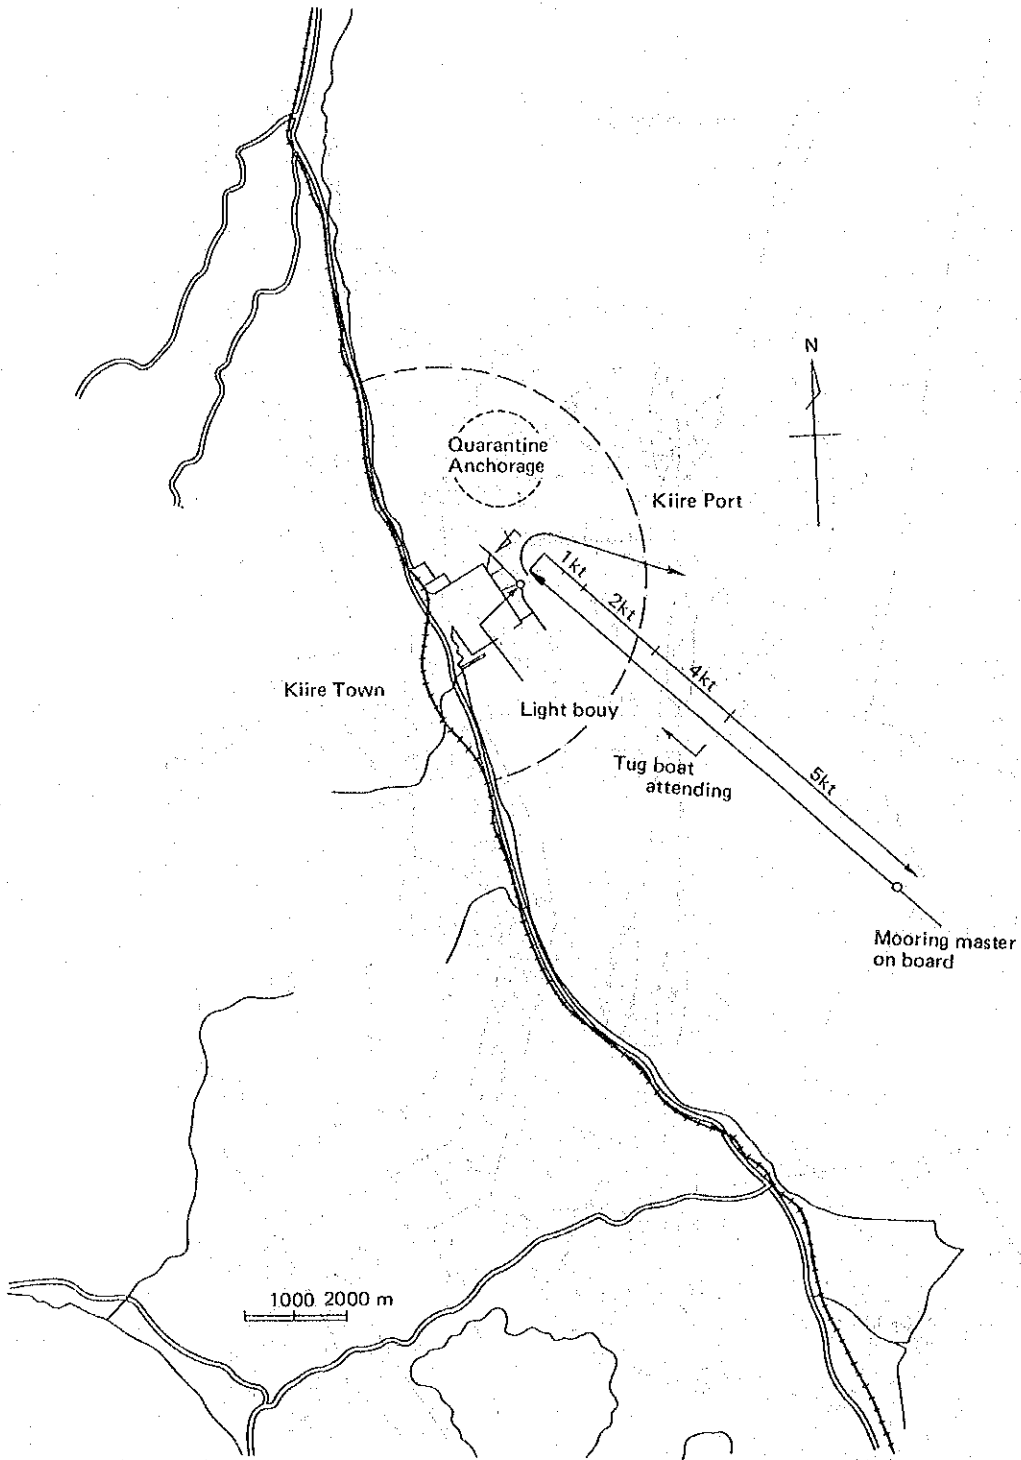 N
Quarantine
Anchorage
Kiire Port
1kt
2kt
4kt
5kt
Kiire Town
Light bouy
Tug boat
attending
Mooring master
on board
1000 2000 m